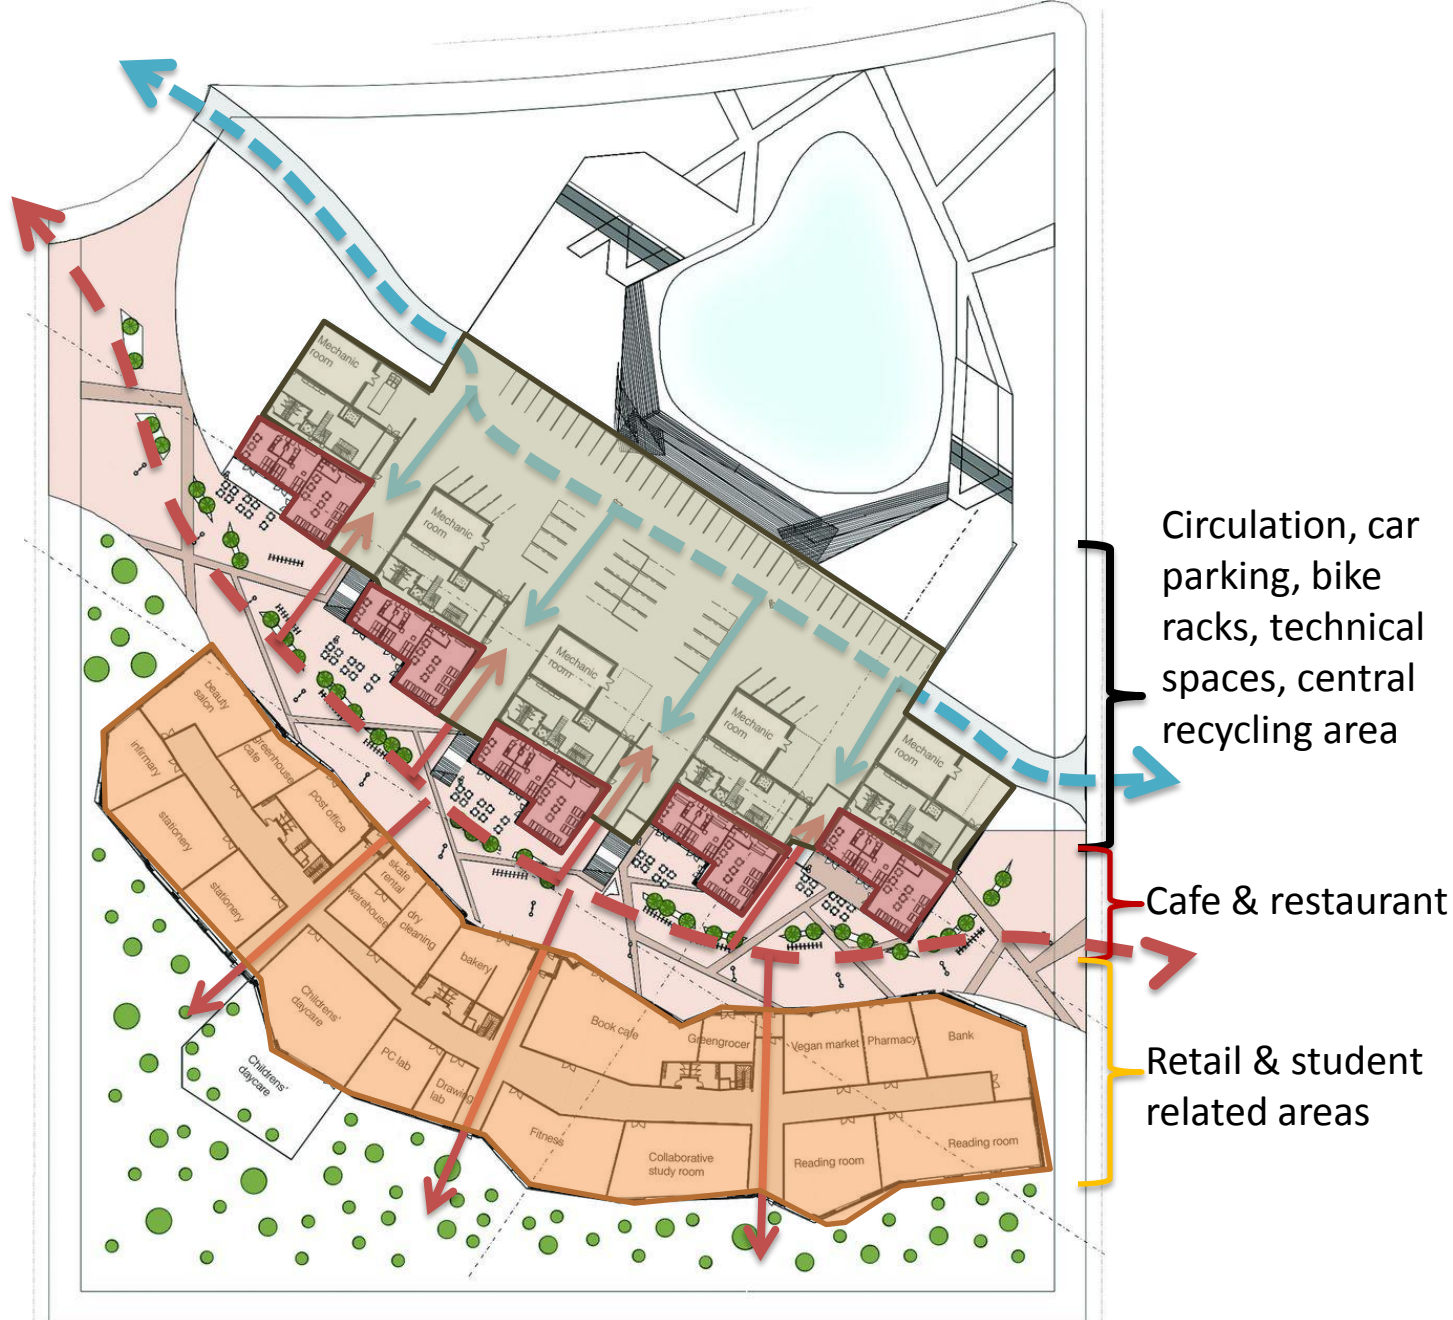 Mechanic
room
Mechanic
room
Mechanic
room
Mechanic
room
Mechanic
room
Circulation, car
parking, bike
racks, technical
spaces, central
recycling area
Cafe & restaurant
Retail & student
related areas
beauty
salon
infirmary
greenhouse
cafe
post office
stationery
stationery
skate
rental
warehouse
dry
cleaning
bakery
Childrens'
daycare
Childrens'
daycare
PC lab
Drawing
lab
Book cafe
Greengrocer
Vegan market
Pharmacy
Bank
Fitness
Collaborative
study room
Reading room
Reading room